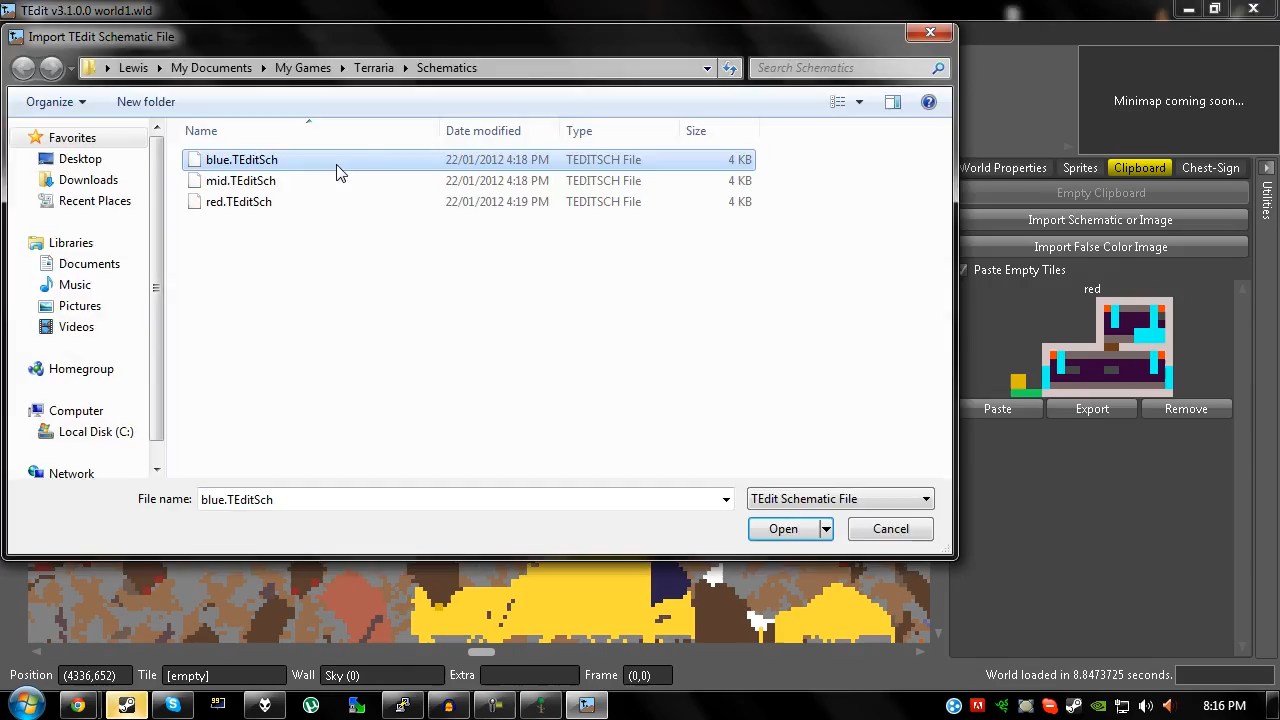 TEdit v3.1.0.0 world1.wld
Import TEdit Schematic File
Lewis My Documents My Games Terraria Schematics
Search Schematics
Organize New folder
Minimap coming soon...
Favorites
Desktop
Downloads
Recent Places
Libraries
Documents
Music
Pictures
Videos
Homegroup
Computer
Local Disk (C:)
Network
Name Date modified Type Size
blue.TEditSch 22/01/2012 4:18 PM TEDITSCH File 4 KB
mid.TEditSch 22/01/2012 4:18 PM TEDITSCH File 4 KB
red.TEditSch 22/01/2012 4:19 PM TEDITSCH File 4 KB
File name: blue.TEditSch TEdit Schematic File
Open Cancel
World Properties Sprites Clipboard Chest-Sign
Utilities
Empty Clipboard
Import Schematic or Image
Import False Color Image
Paste Empty Tiles
red
Paste Export Remove
Position (4336,652) Tile [empty] Wall Sky (0) Extra Frame (0,0) World loaded in 8.8473725 seconds.
8:16 PM